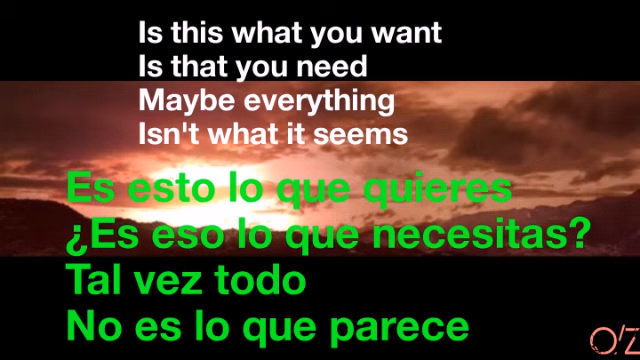 Is this what you want
Is that you need
Maybe everything
Isn't what it seems
Es esto lo que quieres
¿Es eso lo que necesitas?
Tal vez todo
No es lo que parece
O/Z